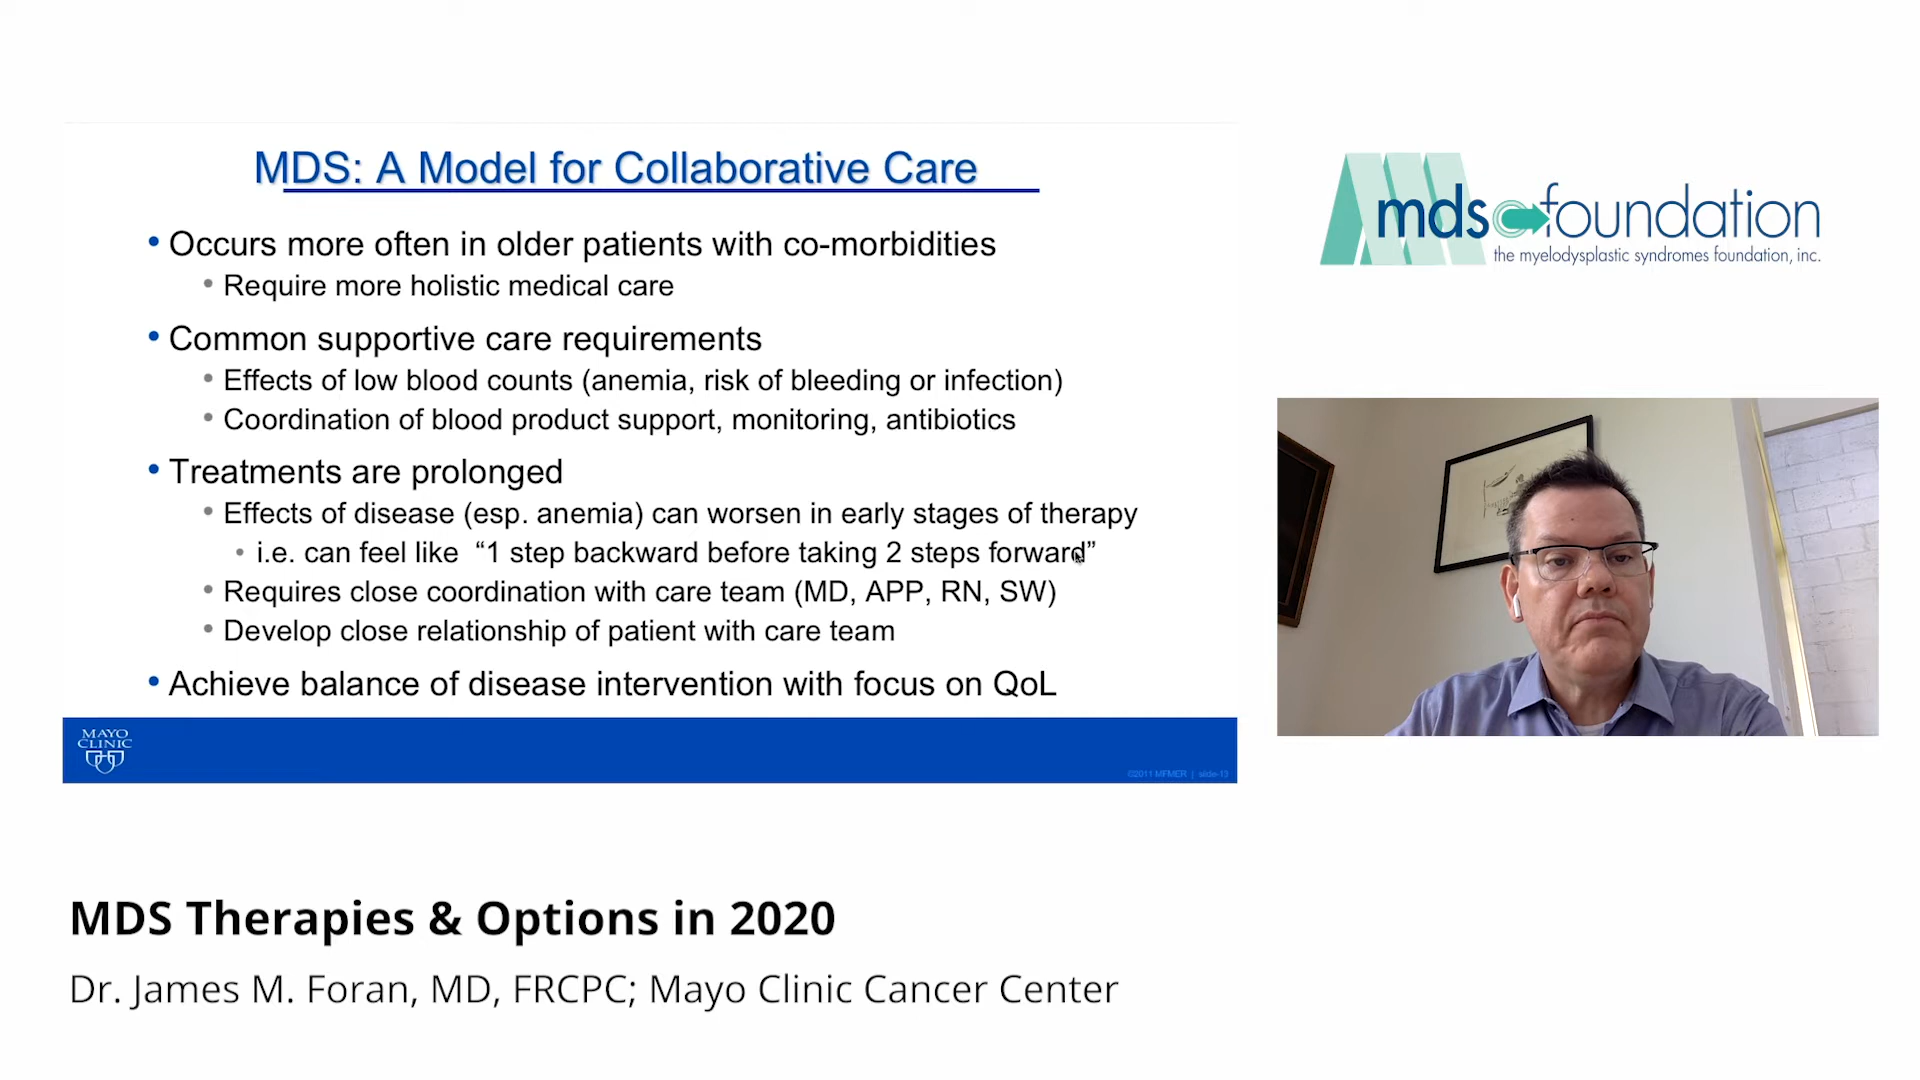 MDS: A Model for Collaborative Care
• Occurs more often in older patients with co-morbidities
• Require more holistic medical care
• Common supportive care requirements
• Effects of low blood counts (anemia, risk of bleeding or infection)
• Coordination of blood product support, monitoring, antibiotics
• Treatments are prolonged
• Effects of disease (esp. anemia) can worsen in early stages of therapy
• i.e. can feel like “1 step backward before taking 2 steps forward”
• Requires close coordination with care team (MD, APP, RN, SW)
• Develop close relationship of patient with care team
• Achieve balance of disease intervention with focus on QoL
MAYO
CLINIC
©2011 MFMER | slide-13
mds foundation
the myelodysplastic syndromes foundation, inc.
MDS Therapies & Options in 2020
Dr. James M. Foran, MD, FRCPC; Mayo Clinic Cancer Center